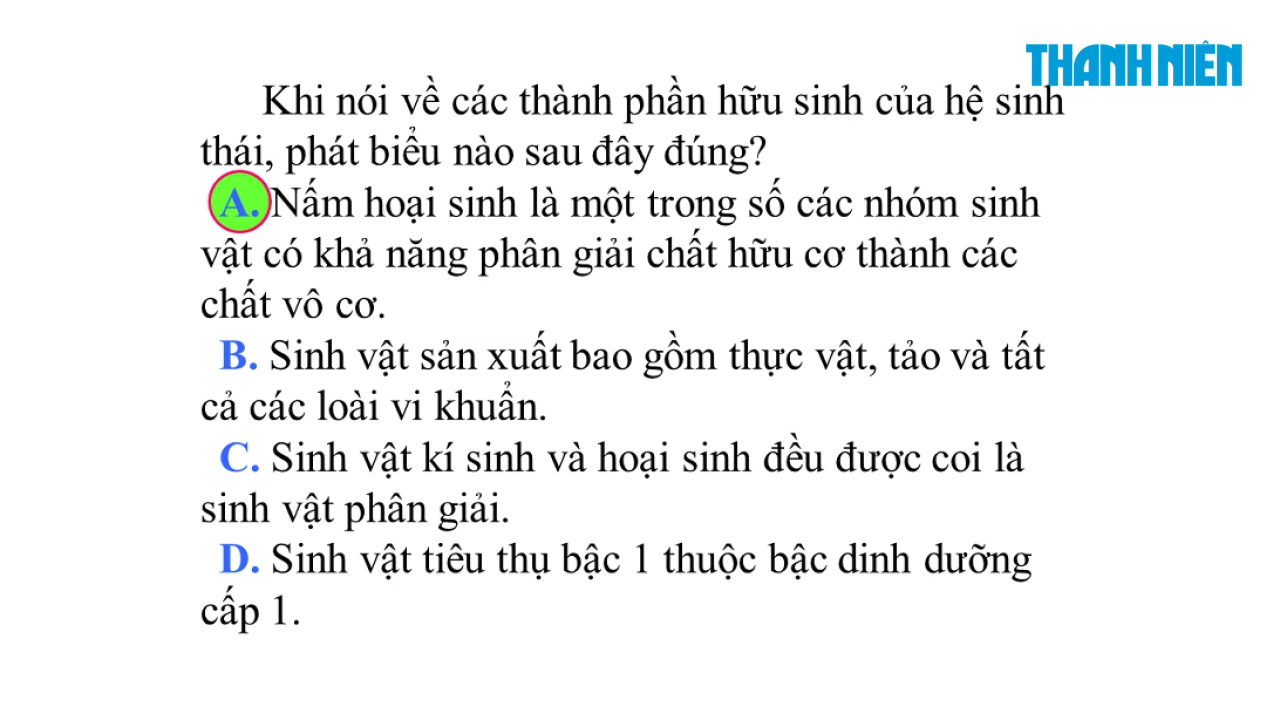 THANH NIÊN
Khi nói về các thành phần hữu sinh của hệ sinh
thái, phát biểu nào sau đây đúng?
A. Nấm hoại sinh là một trong số các nhóm sinh
vật có khả năng phân giải chất hữu cơ thành các
chất vô cơ.
B. Sinh vật sản xuất bao gồm thực vật, tảo và tất
cả các loài vi khuẩn.
C. Sinh vật kí sinh và hoại sinh đều được coi là
sinh vật phân giải.
D. Sinh vật tiêu thụ bậc 1 thuộc bậc dinh dưỡng
cấp 1.